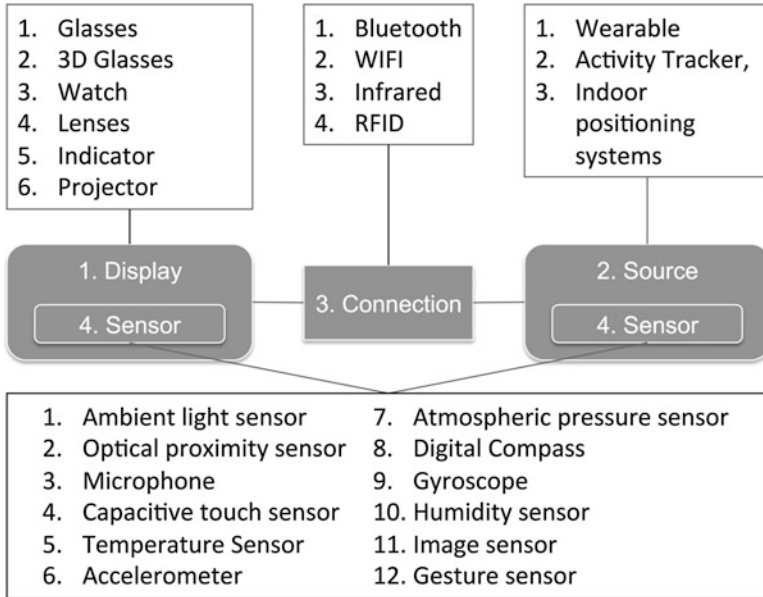 1. Glasses
2. 3D Glasses
3. Watch
4. Lenses
5. Indicator
6. Projector
1. Bluetooth
2. WIFI
3. Infrared
4. RFID
1. Wearable
2. Activity Tracker,
3. Indoor
positioning
systems
1. Display
4. Sensor
3. Connection
2. Source
4. Sensor
1. Ambient light sensor
2. Optical proximity sensor
3. Microphone
4. Capacitive touch sensor
5. Temperature Sensor
6. Accelerometer
7. Atmospheric pressure sensor
8. Digital Compass
9. Gyroscope
10. Humidity sensor
11. Image sensor
12. Gesture sensor